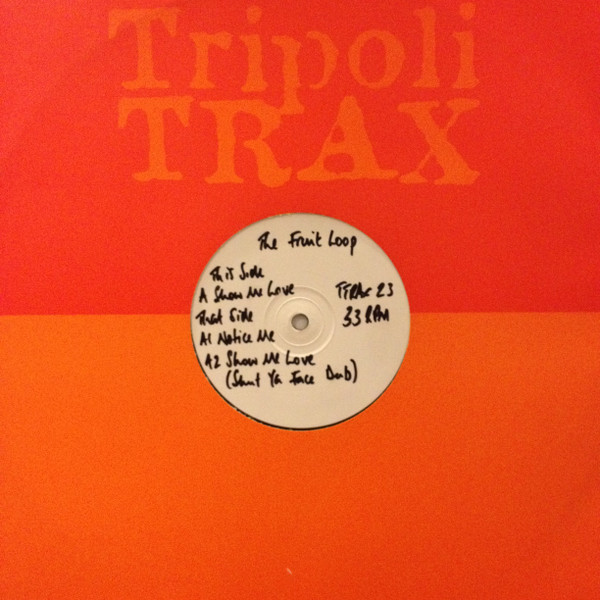 Tripoli
TRAX
The Fruit Loop
This Side
A Show Me Love
TTRAX 23
That Side
33 RPM
A1 Notice Me
A2 Show Me Love
(Shut Ya Face Dub)